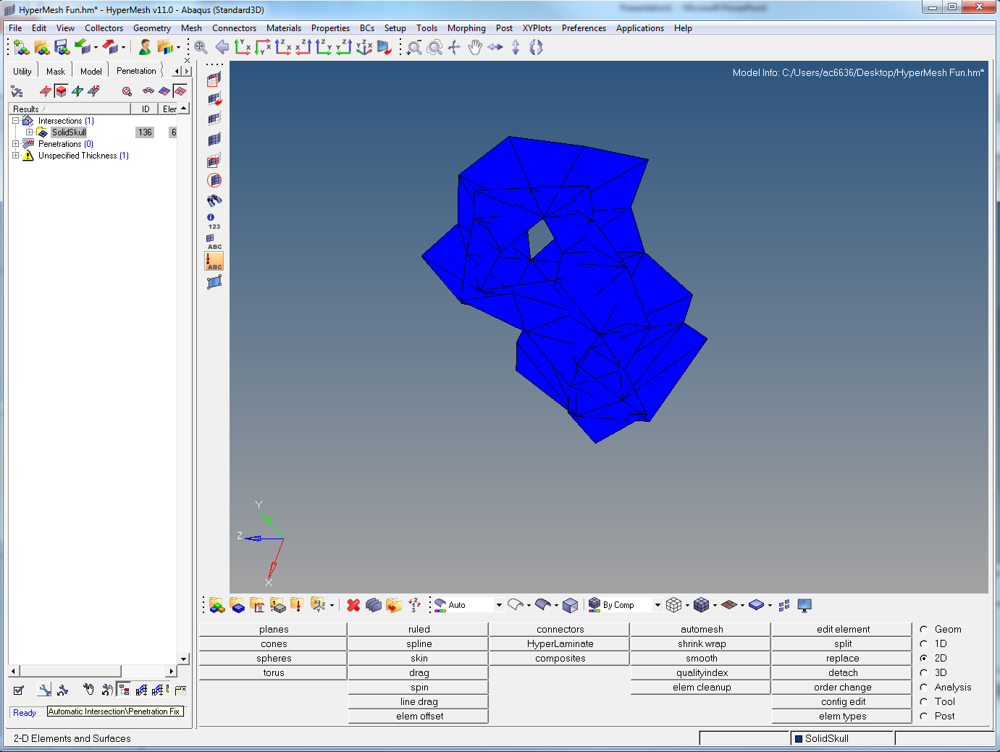 HyperMesh Fun.hm* - HyperMesh v11.0 - Abaqus (Standard3D)
Presentation1 - Microsoft PowerPoint
File Edit View Collectors Geometry Mesh Connectors Materials Properties BCs Setup Tools Morphing Post XYPlots Preferences Applications Help
Utility Mask Model Penetration
Results ID Eler
Intersections (1)
SolidSkull 136 6
Penetrations (0)
Unspecified Thickness (1)
123
ABC
ABC
Model Info: C:/Users/ac6636/Desktop/HyperMesh Fun.hm*
Y
Z
X
Auto By Comp
planes ruled connectors automesh edit element Geom
cones spline HyperLaminate shrink wrap split 1D
spheres skin composites smooth replace 2D
torus drag qualityindex detach 3D
spin elem cleanup order change Analysis
line drag config edit Tool
elem offset elem types Post
Ready
Automatic Intersection\Penetration Fix
2-D Elements and Surfaces SolidSkull